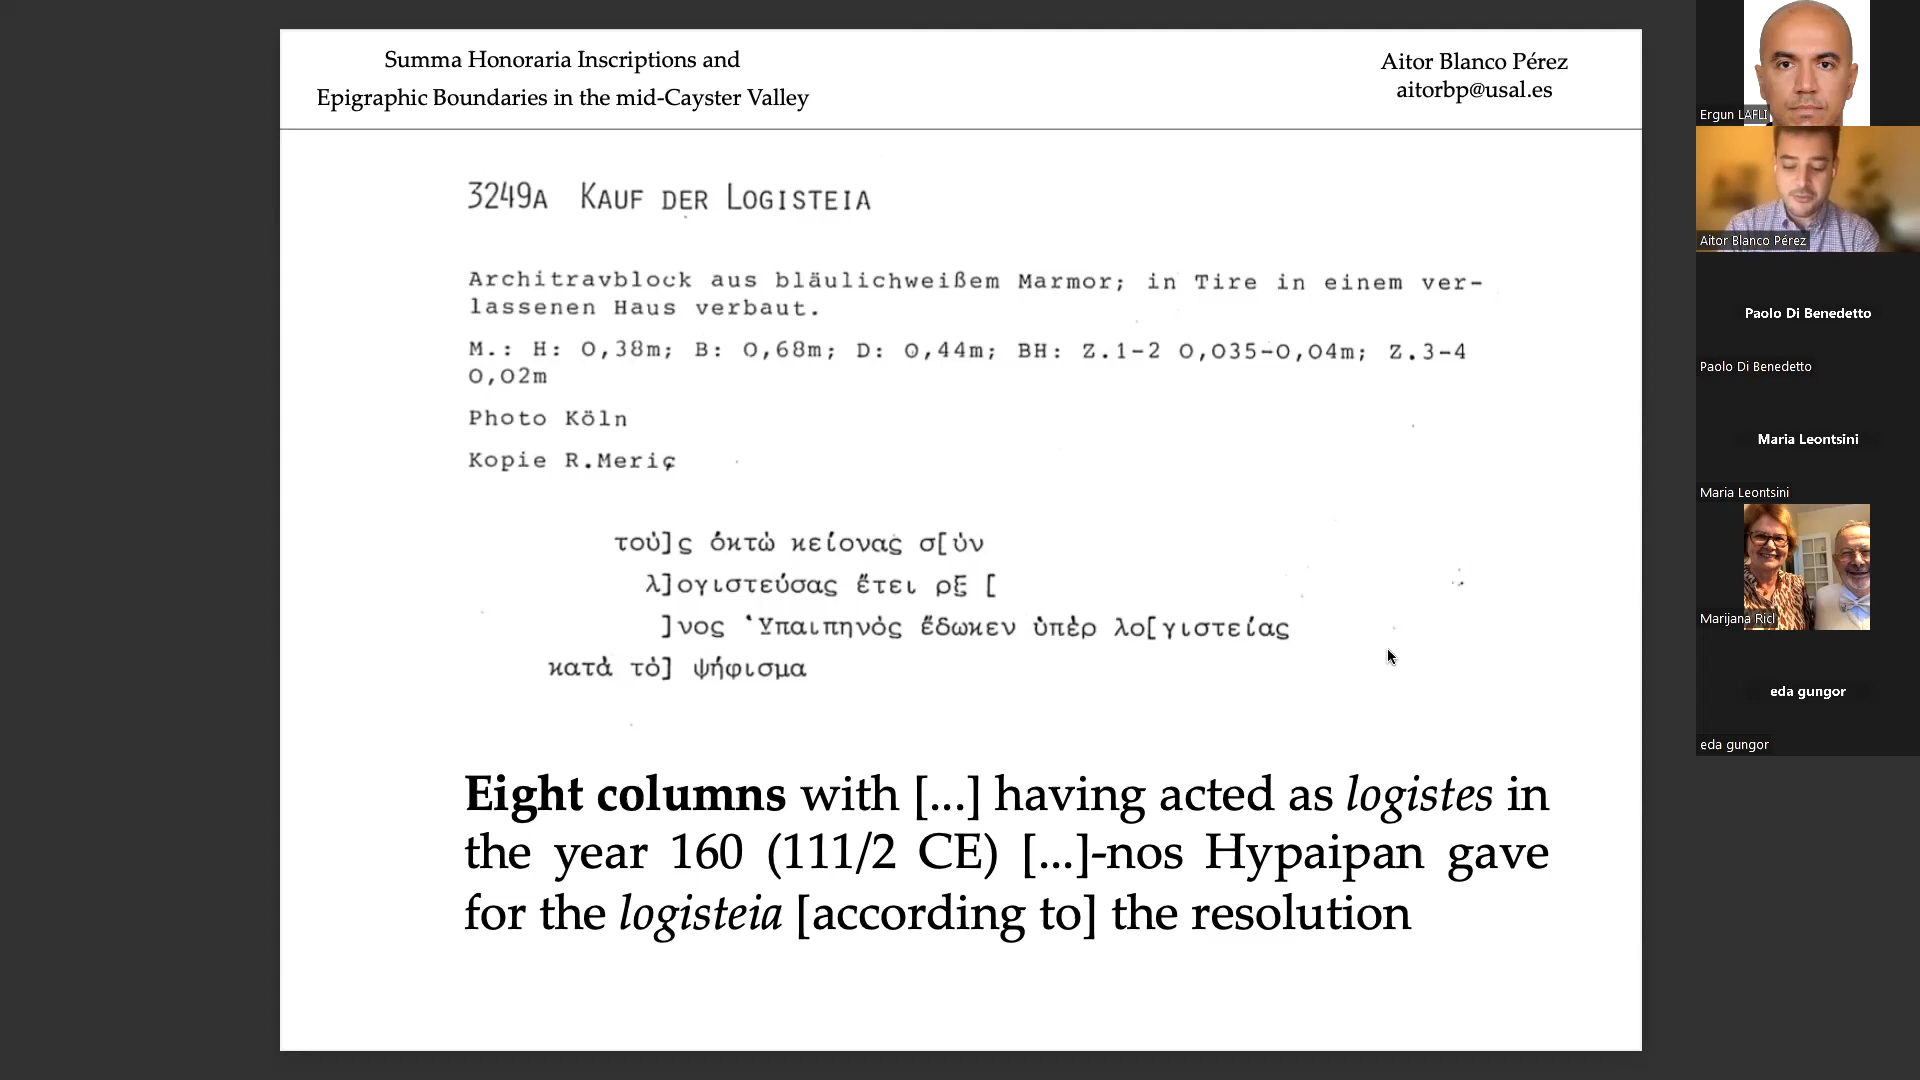 Summa Honoraria Inscriptions and
Epigraphic Boundaries in the mid-Cayster Valley
Aitor Blanco Pérez
aitorbp@usal.es
3249A KAUF DER LOGISTEIA
Architravblock aus bläulichweißem Marmor; in Tire in einem ver-
lassenen Haus verbaut.
M.: H: 0,38m; B: 0,68m; D: 0,44m; BH: Z.1-2 0,035-0,04m; Z.3-4
0,02m
Photo Köln
Kopie R.Meriç
τοὺ]ς ὀκτὼ κείονας σ[ὺν
λ]ογιστεύσας ἔτει ρξ [
]νος Ὑπαιπηνὸς ἔδωκεν ὑπὲρ λο[γιστείας
κατὰ τὸ] ψήφισμα
Eight columns with [...] having acted as logistes in
the year 160 (111/2 CE) [...]-nos Hypaipan gave
for the logisteia [according to] the resolution
Ergun LAFLI
Aitor Blanco Pérez
Paolo Di Benedetto
Paolo Di Benedetto
Maria Leontsini
Maria Leontsini
Marijana Ricl
eda gungor
eda gungor